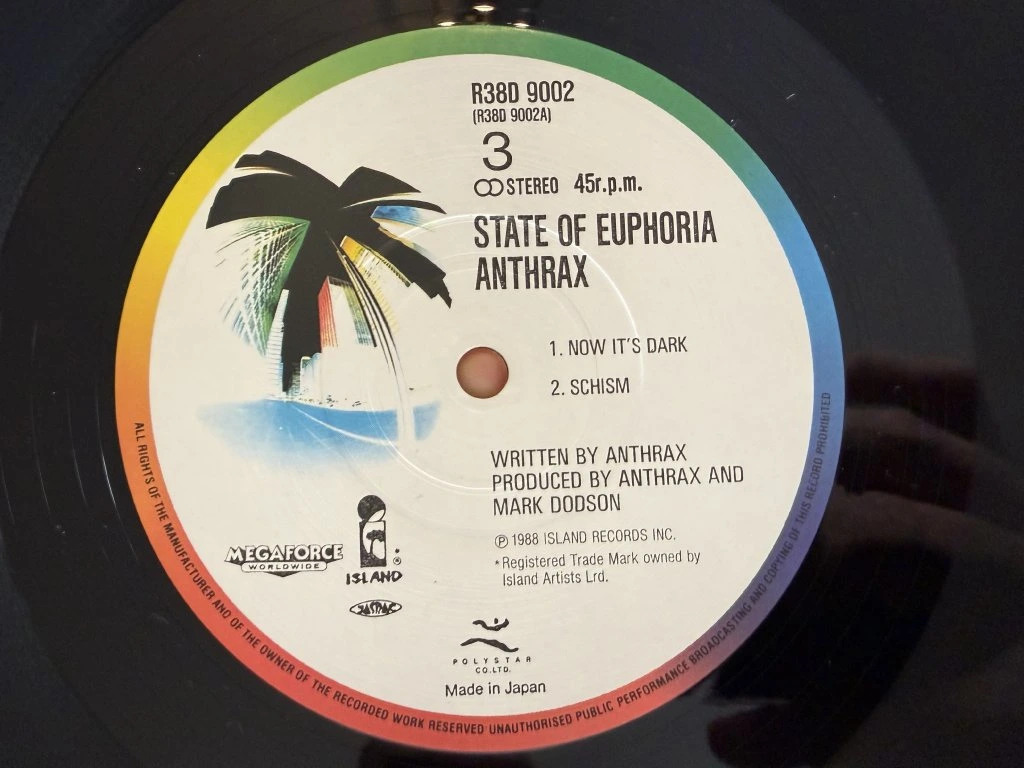 R38D 9002
(R38D 9002A)
3
STEREO 45r.p.m.
STATE OF EUPHORIA
ANTHRAX
1. NOW IT'S DARK
2. SCHISM
WRITTEN BY ANTHRAX
PRODUCED BY ANTHRAX AND
MARK DODSON
℗ 1988 ISLAND RECORDS INC.
*Registered Trade Mark owned by
Island Artists Lrd.
MEGAFORCE
WORLDWIDE
ISLAND
JASRAC
POLYSTAR
CO.LTD.
Made in Japan
ALL RIGHTS OF THE MANUFACTURER AND OF THE OWNER OF THE RECORDED WORK RESERVED UNAUTHORISED PUBLIC PERFORMANCE BROADCASTING AND COPYING OF THIS RECORD PROHIBITED